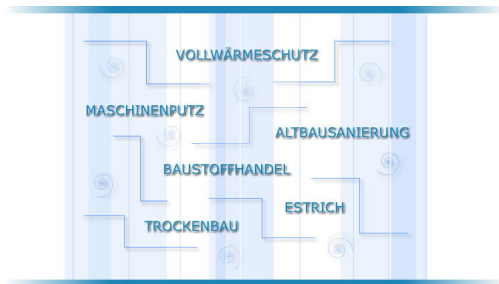 VOLLWÄRMESCHUTZ
MASCHINENPUTZ
ALTBAUSANIERUNG
BAUSTOFFHANDEL
ESTRICH
TROCKENBAU